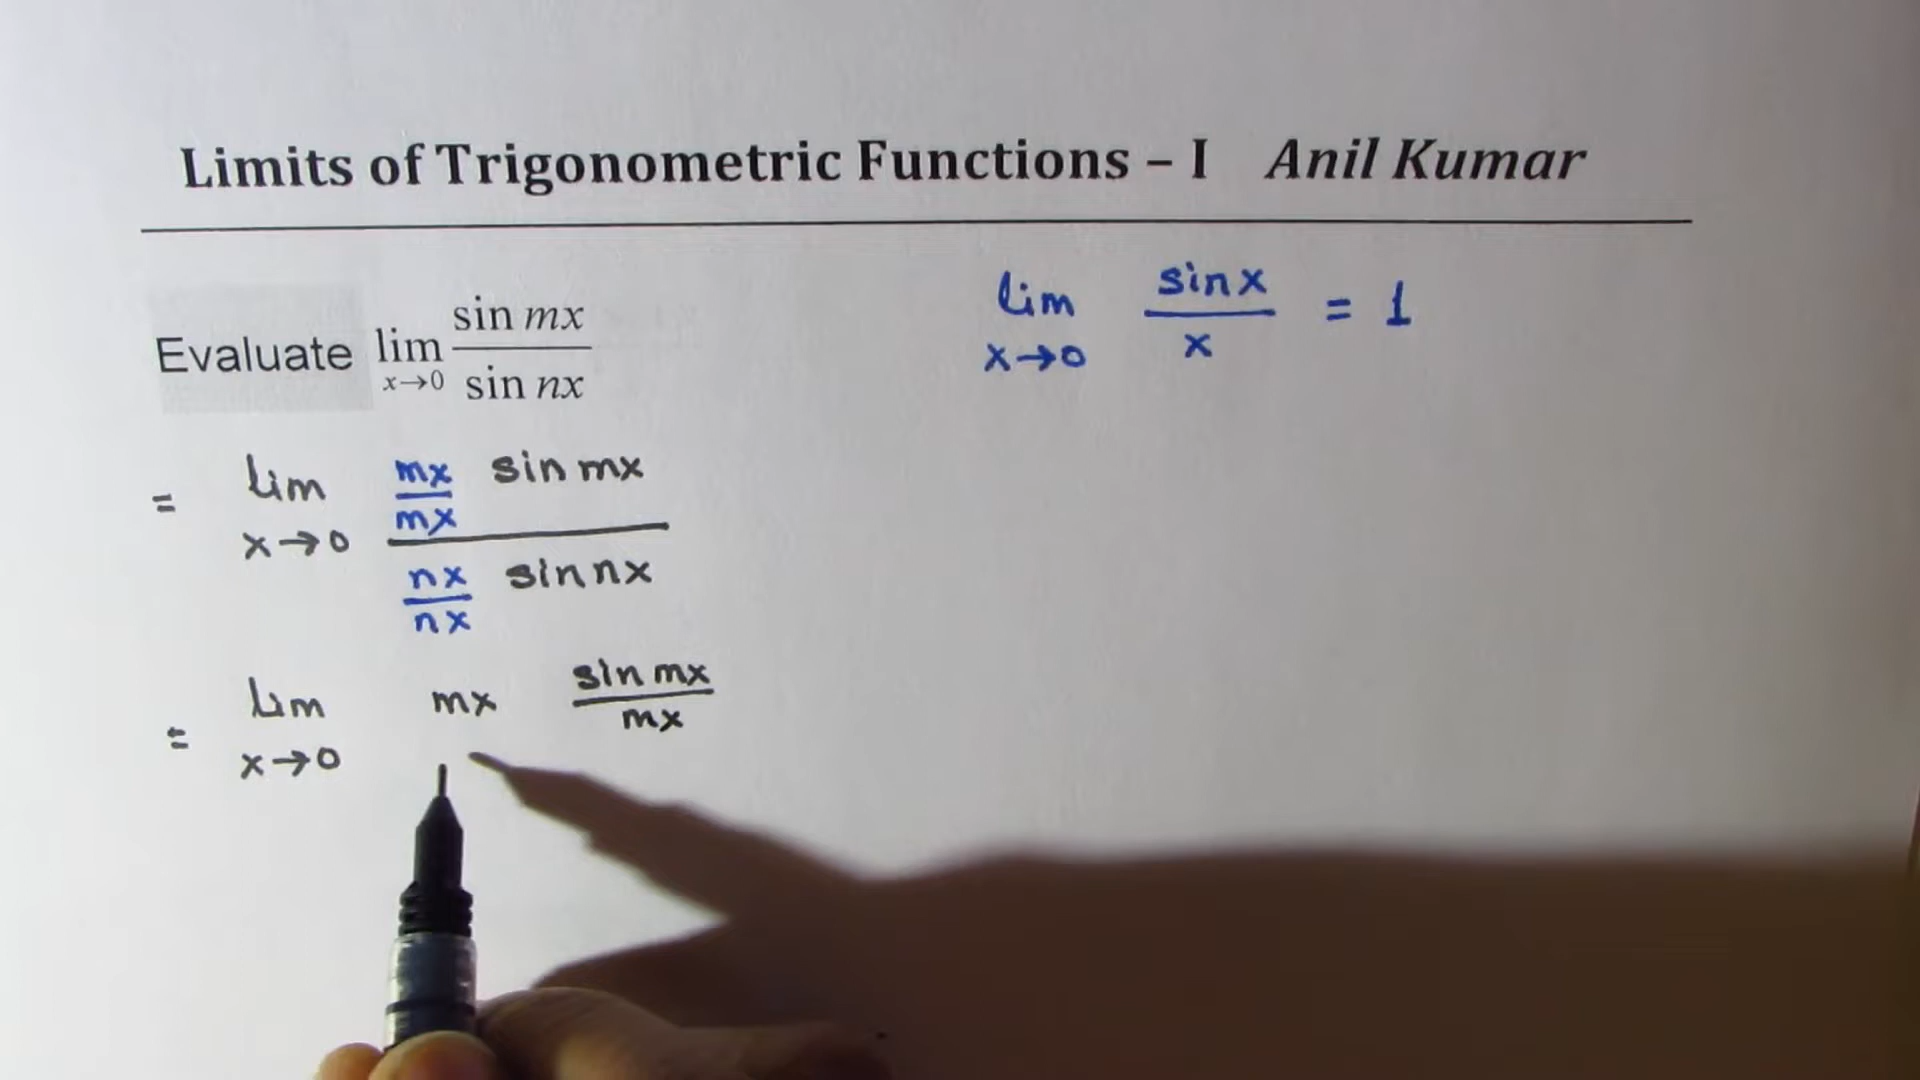 Limits of Trigonometric Functions – I Anil Kumar
Evaluate lim x→0 sin mx / sin nx
lim x→0 sin x / x = 1
= lim x→0 mx/mx sin mx / nx/nx sin nx
= lim x→0 mx sin mx / mx